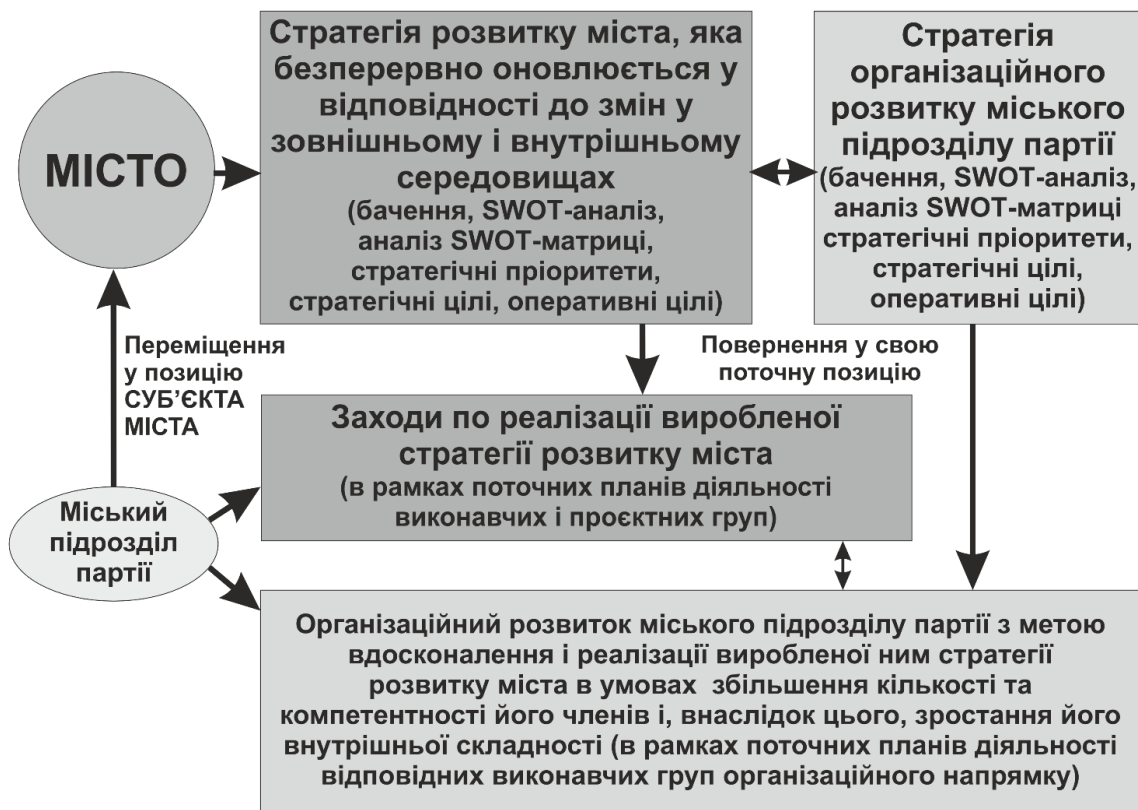 Стратегія розвитку міста, яка
безперервно оновлюється у
відповідності до змін у
зовнішньому і внутрішньому
середовищах
(бачення, SWOT-аналіз,
аналіз SWOT-матриці,
стратегічні пріоритети,
стратегічні цілі, оперативні цілі)
Стратегія
організаційного
розвитку міського
підрозділу партії
(бачення, SWOT-аналіз,
аналіз SWOT-матриці
стратегічні пріоритети,
стратегічні цілі,
оперативні цілі)
МІСТО
Переміщення
у позицію
СУБ’ЄКТА
МІСТА
Повернення у свою
поточну позицію
Заходи по реалізації виробленої
стратегії розвитку міста
(в рамках поточних планів діяльності
виконавчих і проєктних груп)
Міський
підрозділ
партії
Організаційний розвиток міського підрозділу партії з метою
вдосконалення і реалізації виробленої ним стратегії
розвитку міста в умовах збільшення кількості та
компетентності його членів і, внаслідок цього, зростання його
внутрішньої складності (в рамках поточних планів діяльності
відповідних виконавчих груп організаційного напрямку)